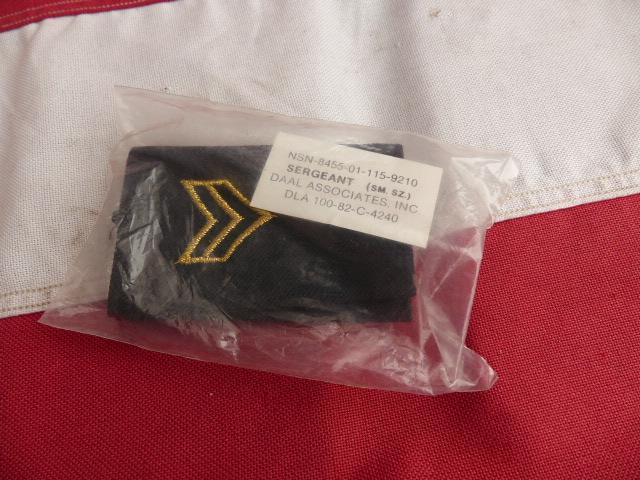 NSN-8455-01-115-9210
SERGEANT (SM. SZ.)
DAAL ASSOCIATES, INC
DLA 100-82-C-4240